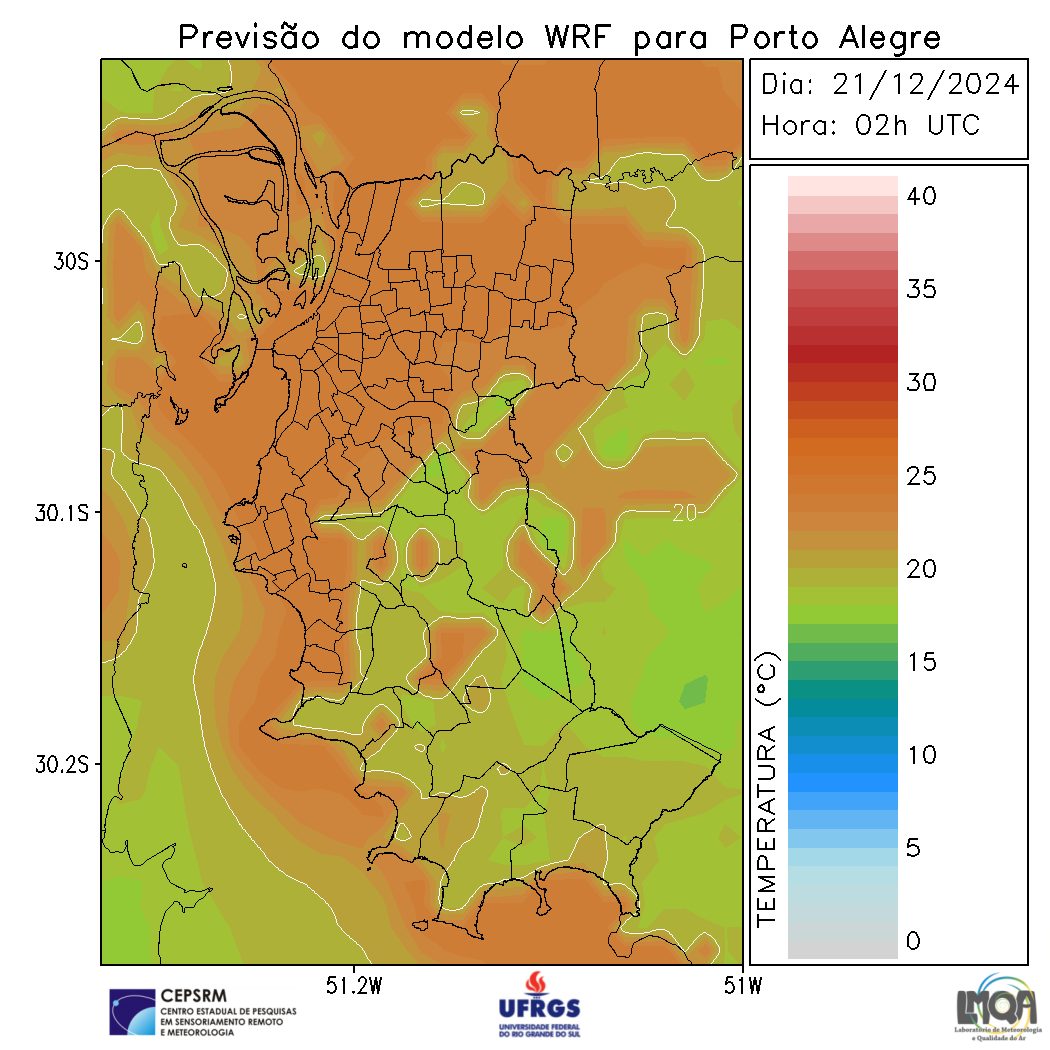 Previsão do modelo WRF para Porto Alegre
Dia: 21/12/2024
Hora: 02h UTC
40
35
30
25
20
15
10
5
0
TEMPERATURA (°C)
30S
30.1S
30.2S
20
51.2W
51W
CEPSRM
CENTRO ESTADUAL DE PESQUISAS
EM SENSORIAMENTO REMOTO
E METEOROLOGIA
UFRGS
UNIVERSIDADE FEDERAL
DO RIO GRANDE DO SUL
LMQA
Laboratório de Meteorologia
e Qualidade do Ar